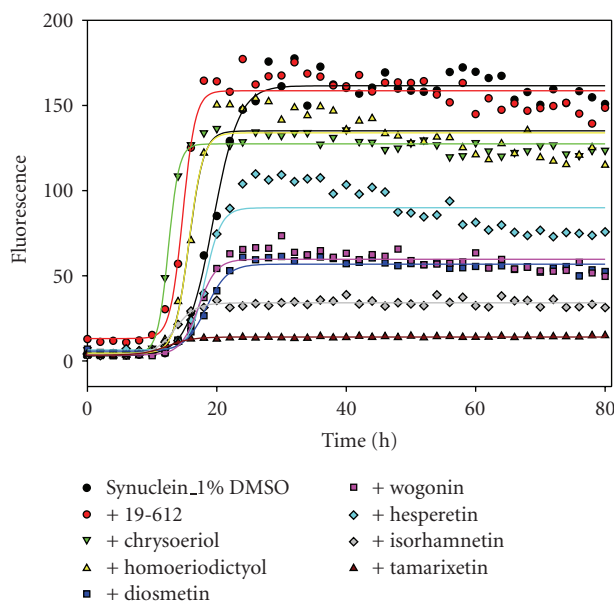 200
150
100
50
0
Fluorescence
0 20 40 60 80
Time (h)
Synuclein_1% DMSO
+ 19-612
+ chrysoeriol
+ homoeriodictyol
+ diosmetin
+ wogonin
+ hesperetin
+ isorhamnetin
+ tamarixetin